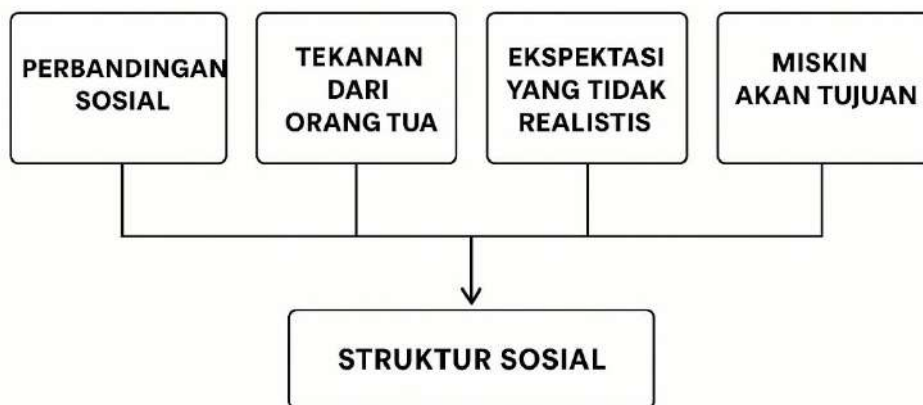 PERBANDINGAN
SOSIAL
TEKANAN
DARI
ORANG TUA
EKSPEKTASI
YANG TIDAK
REALISTIS
MISKIN
AKAN TUJUAN
STRUKTUR SOSIAL